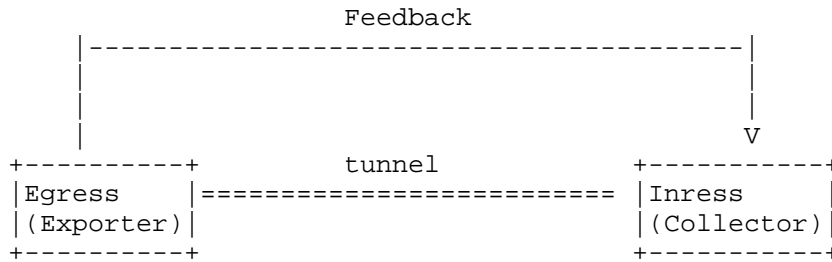 Feedback
tunnel
Egress Inress
(Exporter) (Collector)
V